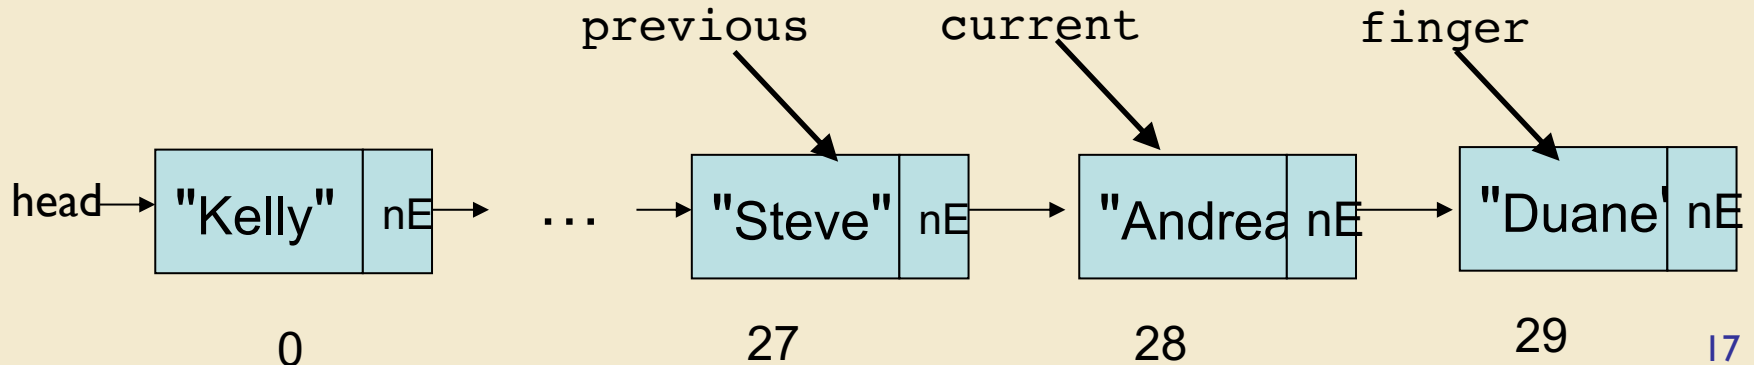 previous current finger
head "Kelly" nE ... "Steve" nE "Andrea nE "Duane" nE
0 27 28 29 17